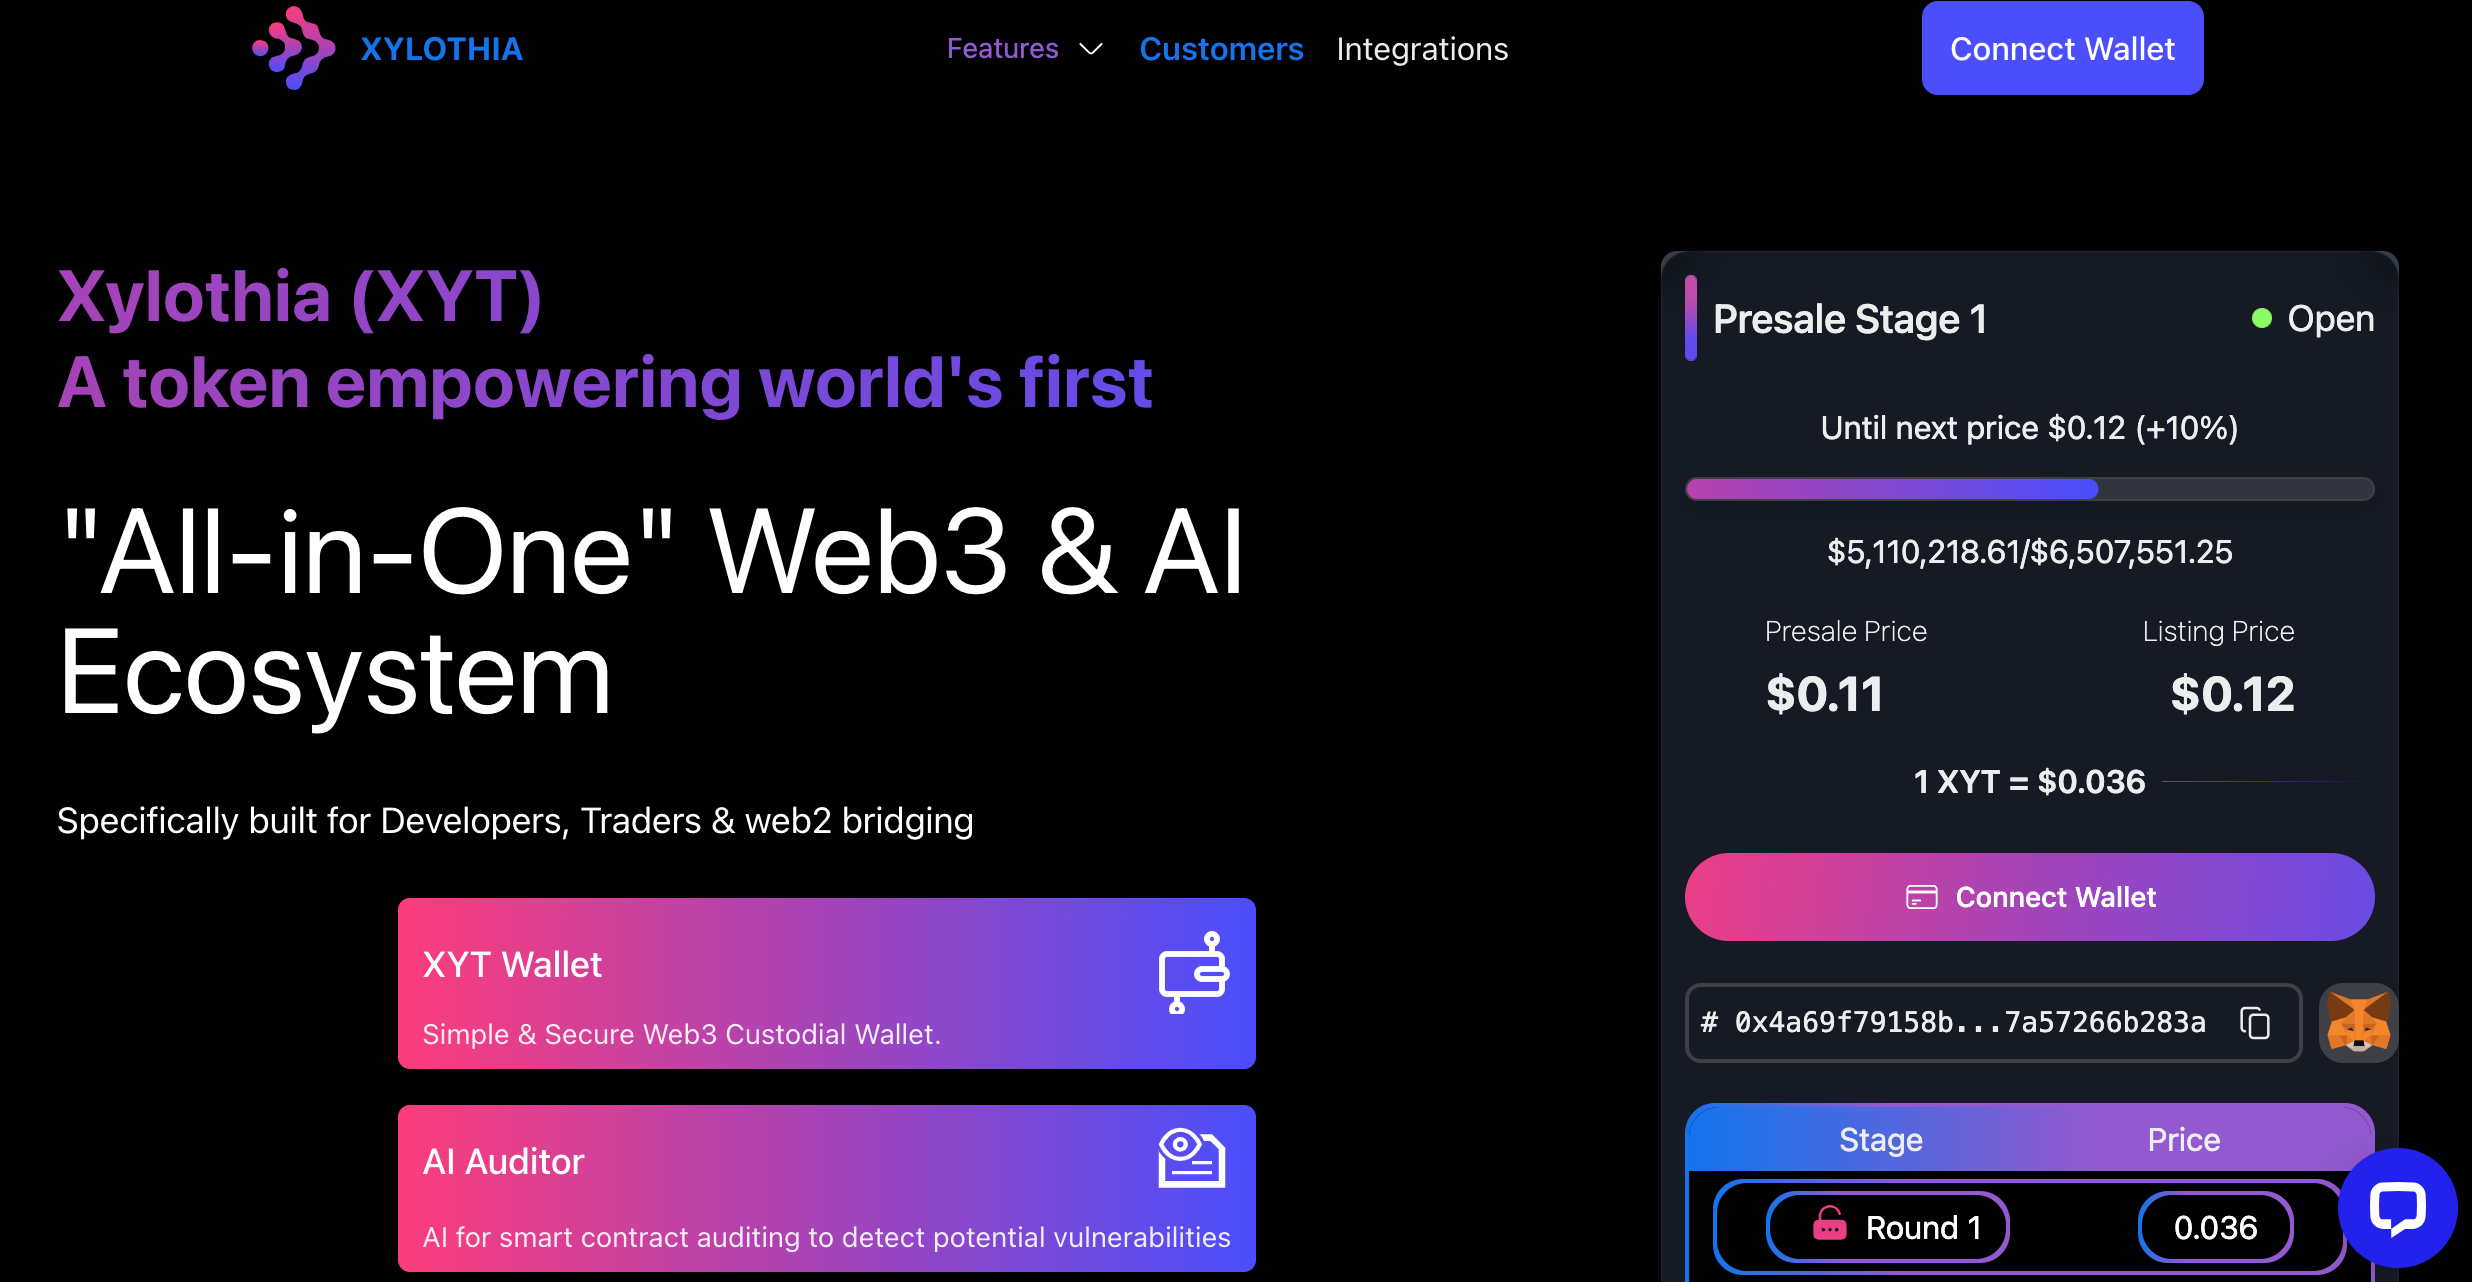 XYLOTHIA
Features
Customers
Integrations
Connect Wallet
Xylothia (XYT)
A token empowering world's first
"All-in-One" Web3 & AI
Ecosystem
Specifically built for Developers, Traders & web2 bridging
XYT Wallet
Simple & Secure Web3 Custodial Wallet.
AI Auditor
AI for smart contract auditing to detect potential vulnerabilities
Presale Stage 1
Open
Until next price $0.12 (+10%)
$5,110,218.61/$6,507,551.25
Presale Price
Listing Price
$0.11
$0.12
1 XYT = $0.036
Connect Wallet
# 0x4a69f79158b...7a57266b283a
Stage
Price
Round 1
0.036